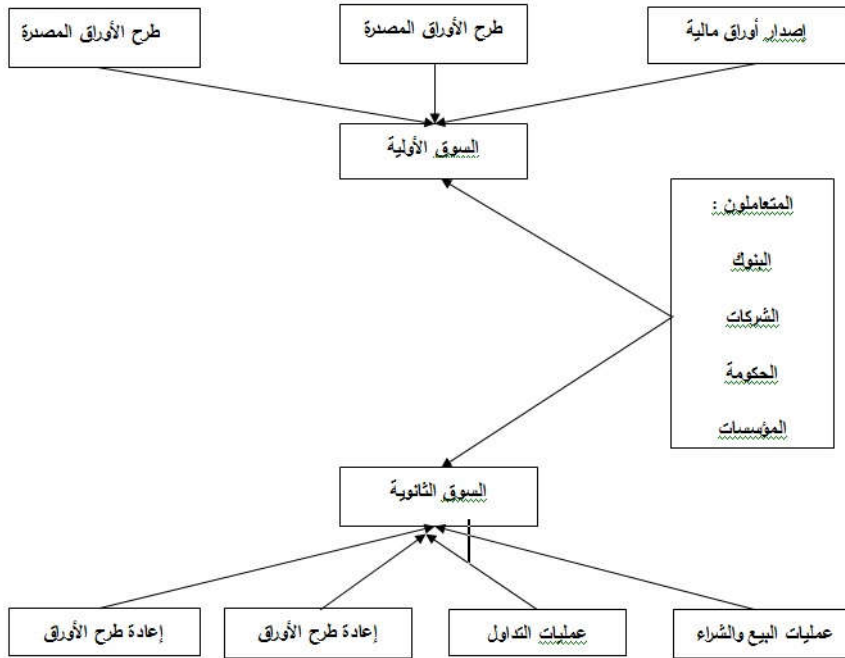 إصدار أوراق مالية
طرح الأوراق المصدرة
طرح الأوراق المصدرة
السوق الأولية
المتعاملون :
البنوك
الشركات
الحكومة
المؤسسات
السوق الثانوية
عمليات البيع والشراء
عمليات التداول
إعادة طرح الأوراق
إعادة طرح الأوراق